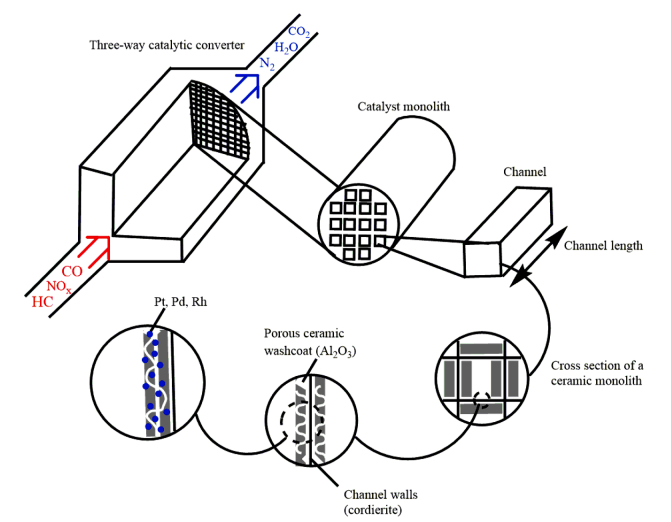 Three-way catalytic converter
CO₂
H₂O
N₂
Catalyst monolith
Channel
Channel length
CO
NOₓ
HC
Pt, Pd, Rh
Porous ceramic
washcoat (Al₂O₃)
Cross section of a
ceramic monolith
Channel walls
(cordierite)